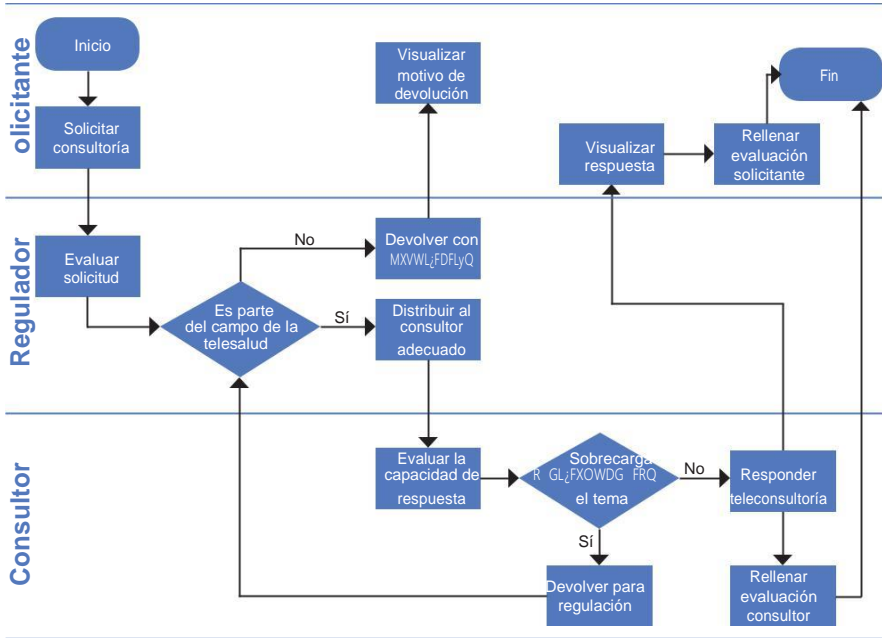 olicitante
Inicio
Solicitar
consultoría
Visualizar
motivo de
devolución
Visualizar
respuesta
Rellenar
evaluación
solicitante
Fin
Regulador
Evaluar
solicitud
Es parte
del campo de la
telesalud
No
Devolver con
MXVWL¿FDFLyQ
Sí
Distribuir al
consultor
adecuado
Consultor
Evaluar la
capacidad de
respuesta
Sobrecarga
R GL¿FXOWDG FRQ
el tema
No
Responder
teleconsultoría
Sí
Devolver para
regulación
Rellenar
evaluación
consultor